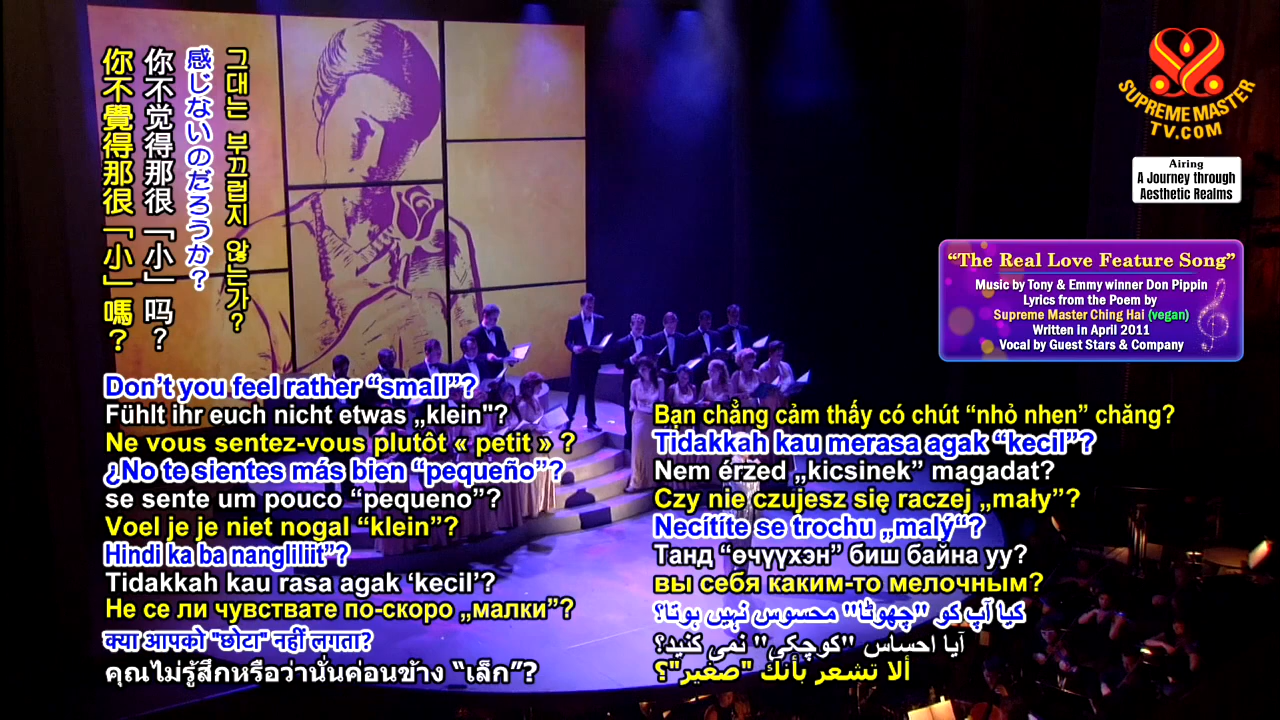 你不覺得那很「小」嗎？
你不觉得那很「小」吗？
感じないのだろうか？
그대는 부끄럽지 않는가?
Don't you feel rather “small”?
Fühlt ihr euch nicht etwas „klein"?
Ne vous sentez-vous plutôt « petit » ?
¿No te sientes más bien “pequeño”?
se sente um pouco “pequeno”?
Voel je je niet nogal “klein”?
Hindi ka ba nangliliit”?
Tidakkah kau rasa agak ‘kecil’?
Не се ли чувствате по-скоро „малки”?
क्या आपको "छोटा" नहीं लगता?
คุณไม่รู้สึกหรือว่านั่นค่อนข้าง “เล็ก”?
Bạn chẳng cảm thấy có chút “nhỏ nhen” chăng?
Tidakkah kau merasa agak “kecil”?
Nem érzed „kicsinek” magadat?
Czy nie czujesz się raczej „mały”?
Necítíte se trochu „malý“?
Танд “өчүүхэн” биш байна уу?
вы себя каким-то мелочным?
کیا آپ کو "چھوٹا" محسوس نہیں ہوتا؟
آیا احساس "کوچکی" نمی کنید؟
ألا تشعر بأنك "صغير"؟
SUPREME MASTER
TV.COM
Airing
A Journey through
Aesthetic Realms
“The Real Love Feature Song”
Music by Tony & Emmy winner Don Pippin
Lyrics from the Poem by
Supreme Master Ching Hai (vegan)
Written in April 2011
Vocal by Guest Stars & Company